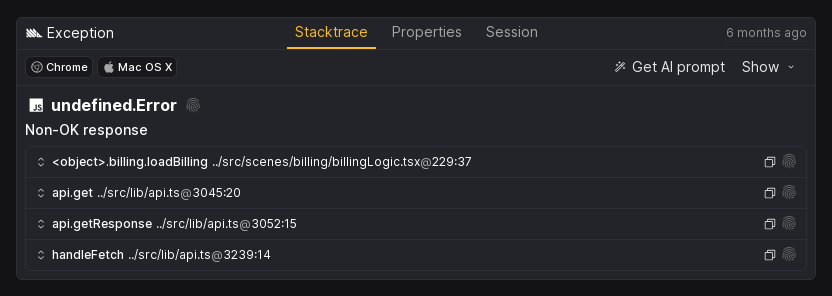 Exception Stacktrace Properties Session 6 months ago
Chrome Mac OS X Get AI prompt Show
JS undefined.Error
Non-OK response
<object>.billing.loadBilling ../src/scenes/billing/billingLogic.tsx@229:37
api.get ../src/lib/api.ts@3045:20
api.getResponse ../src/lib/api.ts@3052:15
handleFetch ../src/lib/api.ts@3239:14